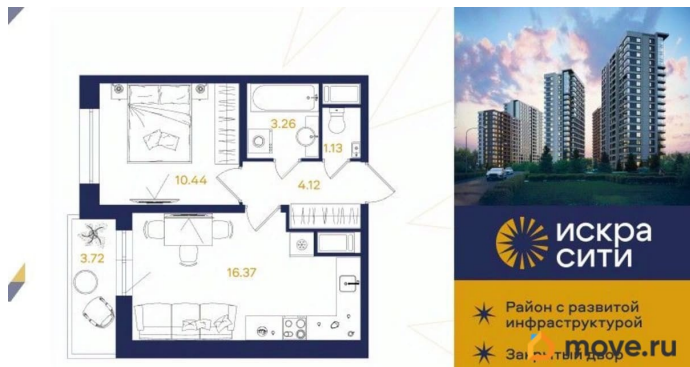 3.26
1.13
10.44
4.12
3.72
16.37
искра
сити
Район с развитой
инфраструктурой
Закрытый двор
move.ru